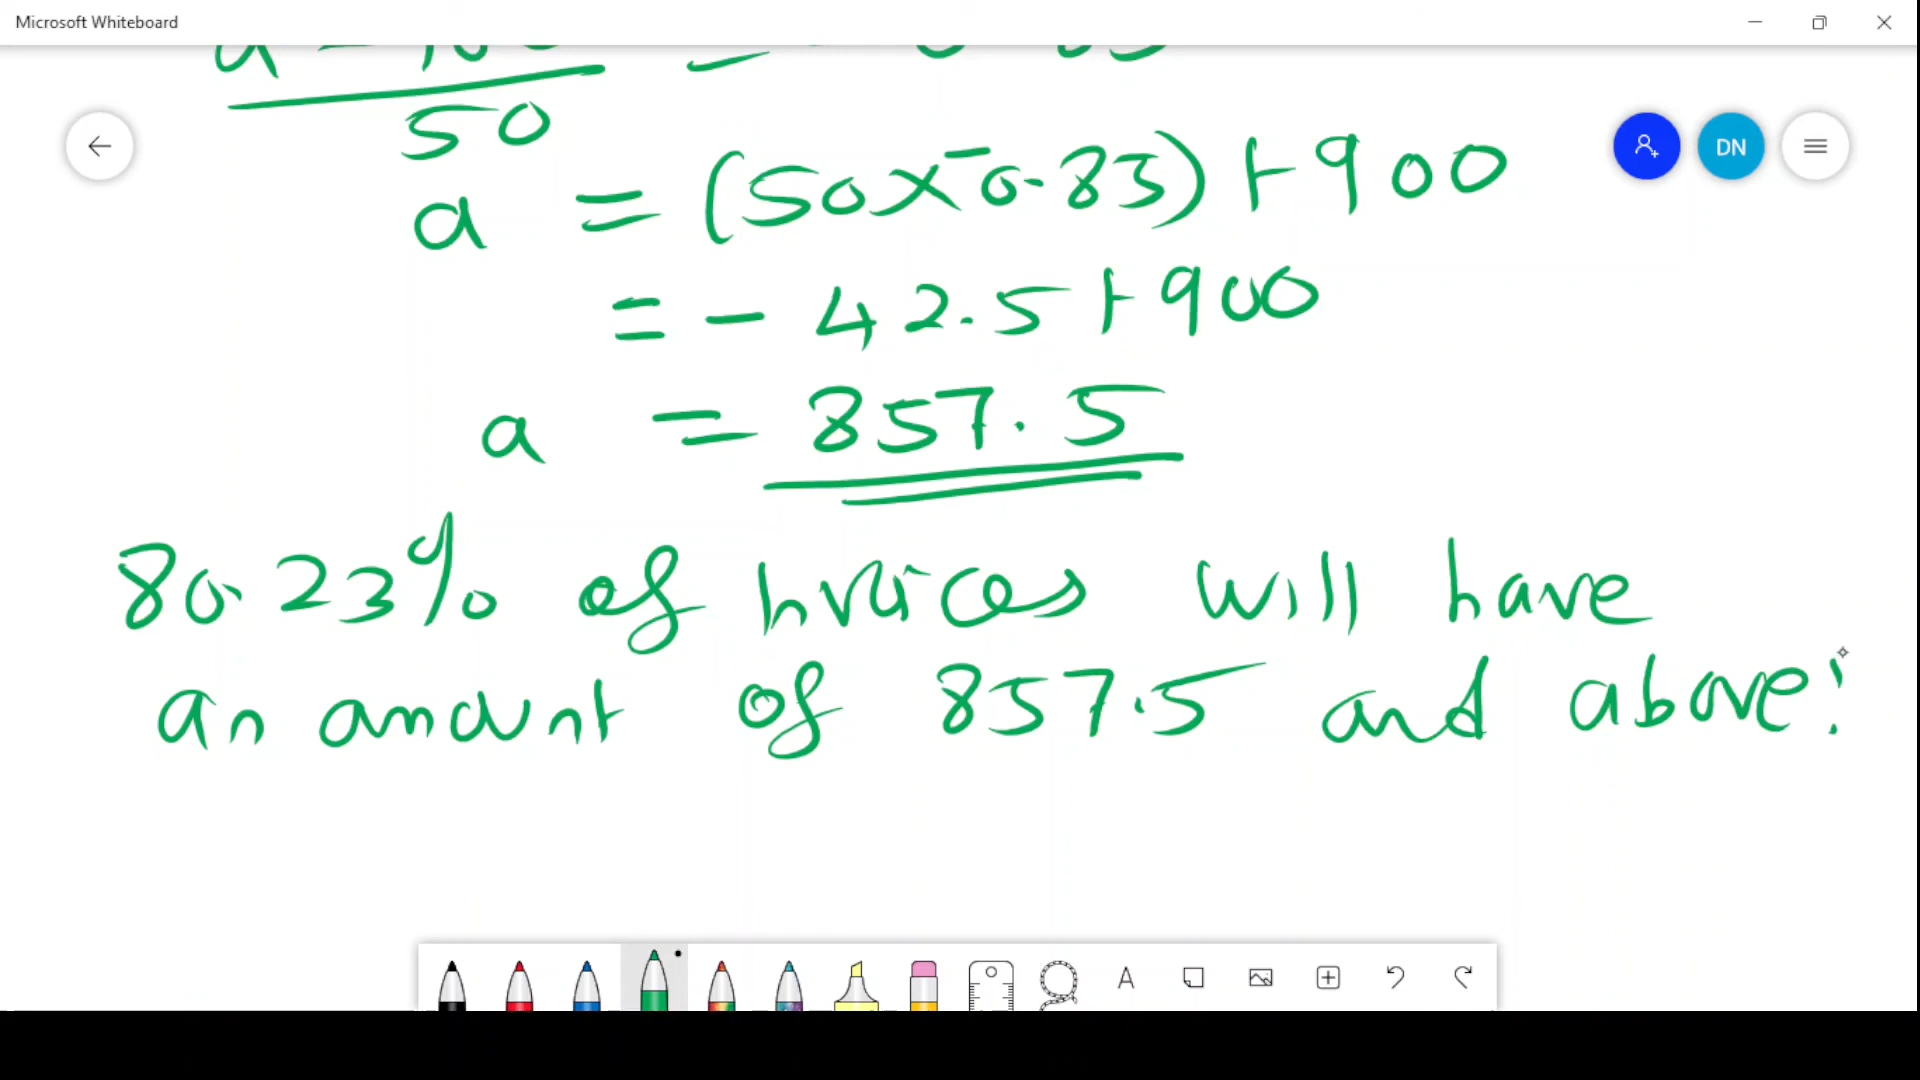 Microsoft Whiteboard
50
DN
a = (50x-0.85)+900
= - 42.5+900
a = 857.5
80.23% of Invoices will have
an amount of 857.5 and above.
A